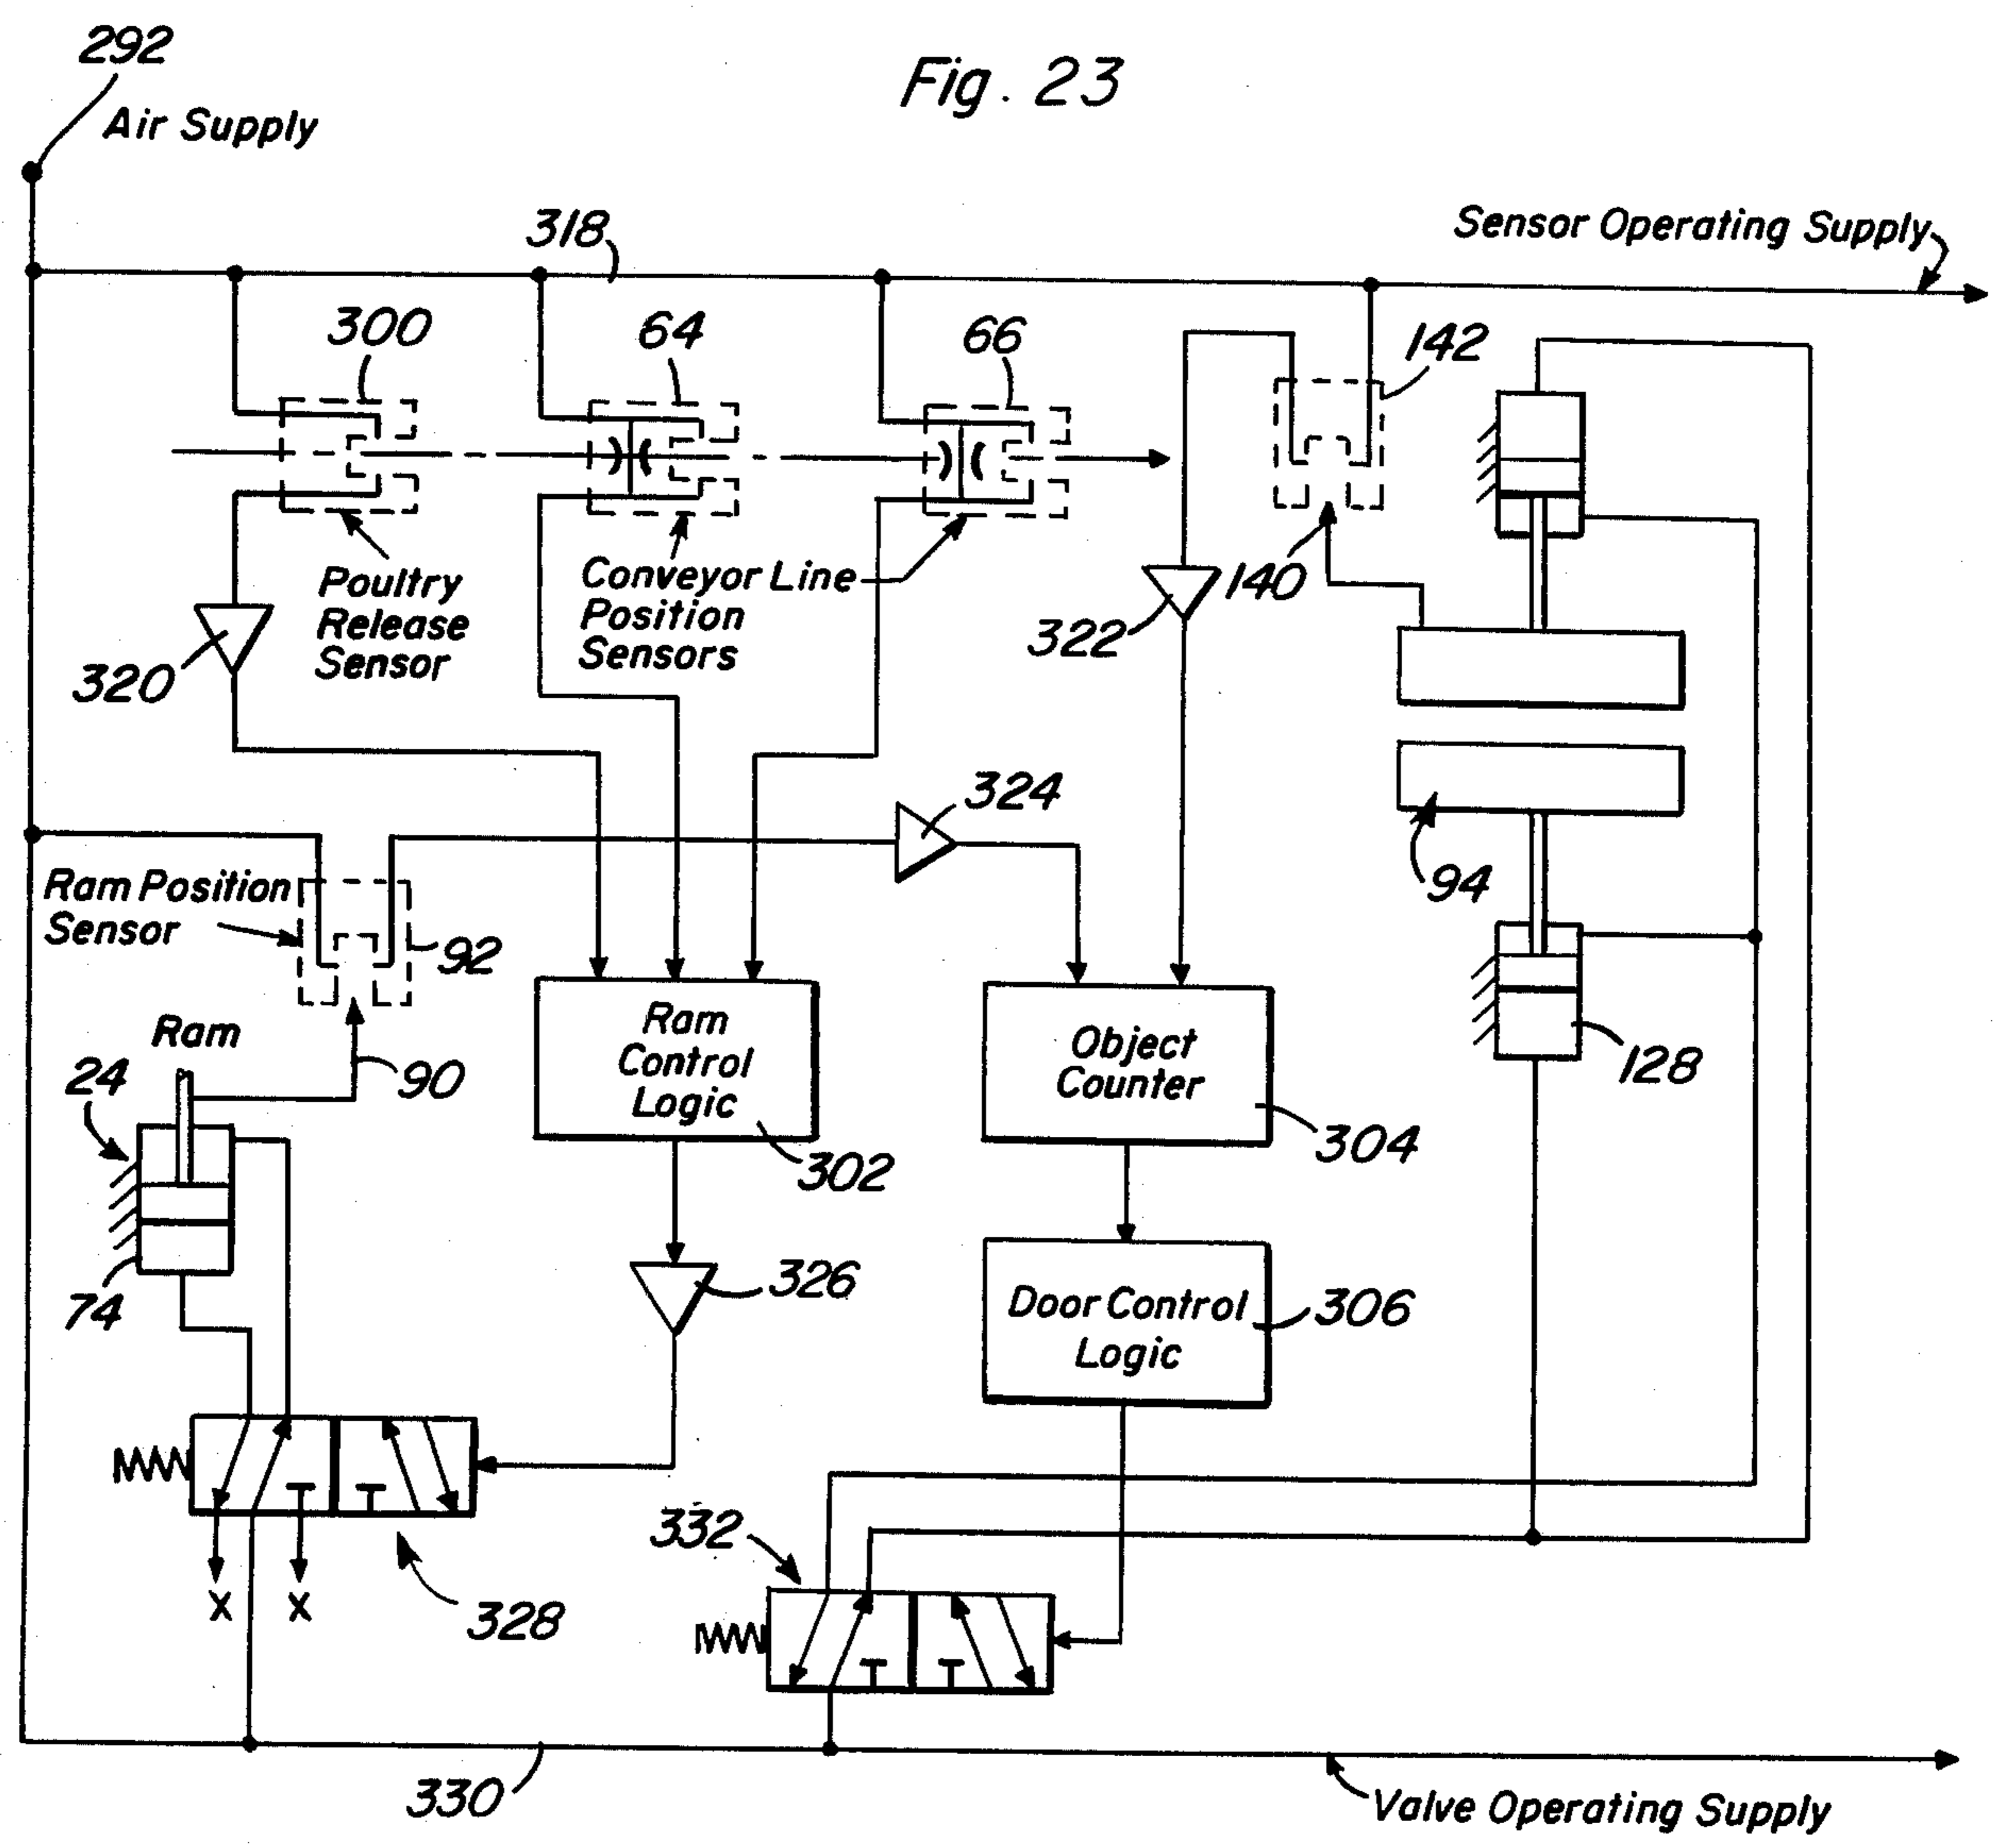 292
Air Supply
Fig. 23
318
Sensor Operating Supply
300
64
66
142
Poultry
Release
Sensor
Conveyor Line
Position
Sensors
140
322
320
324
94
Ram Position
Sensor
92
Ram
24
90
Ram
Control
Logic
302
Object
Counter
304
128
74
326
Door Control
Logic
306
332
X X
328
330
Valve Operating Supply